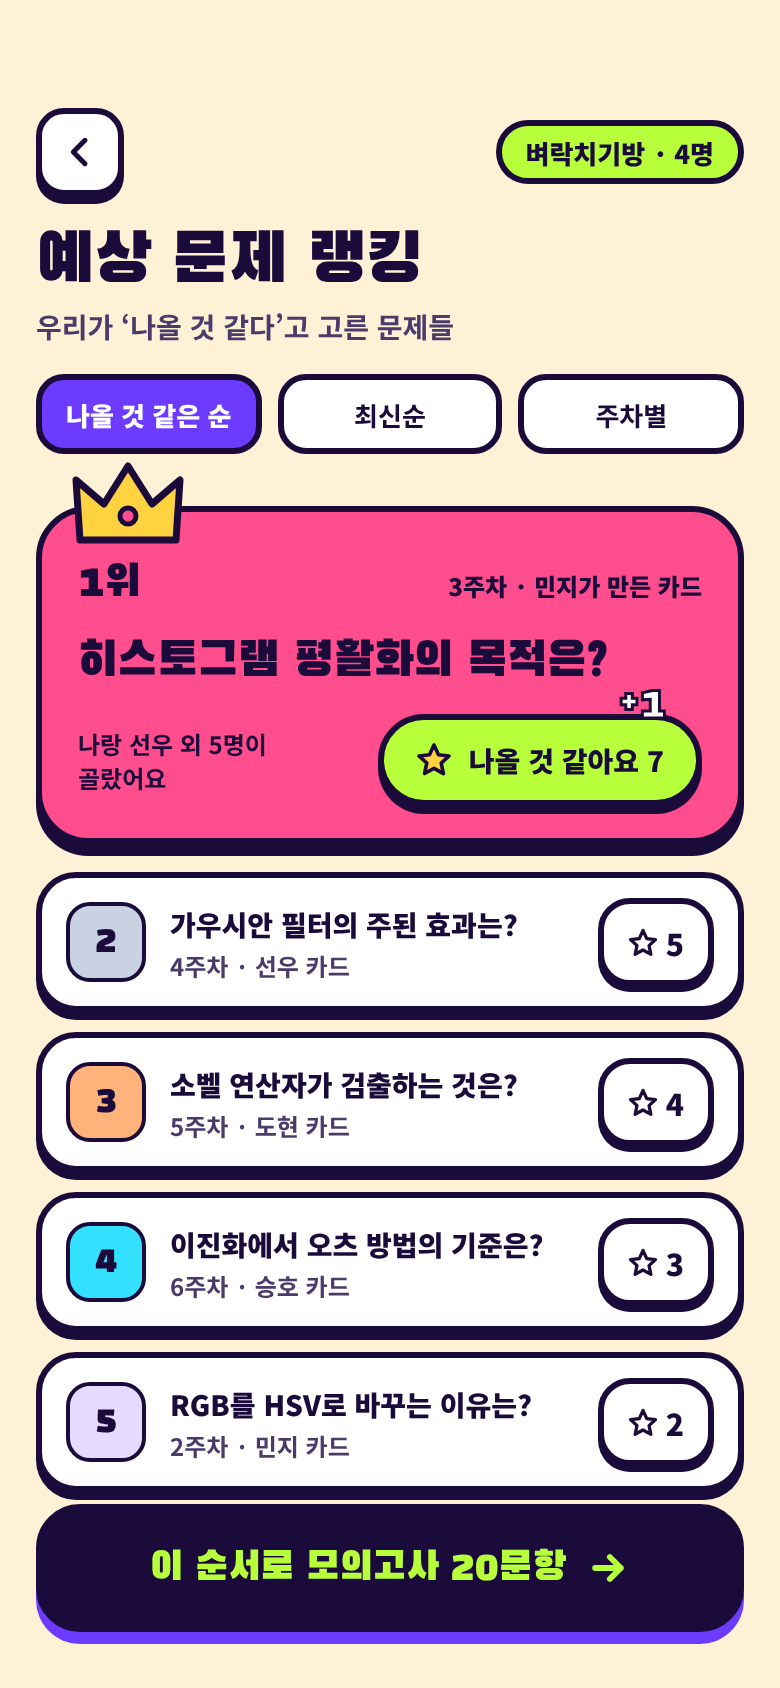 벼락치기방 · 4명
예상 문제 랭킹
우리가 ‘나올 것 같다’고 고른 문제들
나올 것 같은 순
최신순
주차별
1위
3주차 · 민지가 만든 카드
히스토그램 평활화의 목적은?
+1
나랑 선우 외 5명이
골랐어요
나올 것 같아요 7
2
가우시안 필터의 주된 효과는?
4주차 · 선우 카드
5
3
소벨 연산자가 검출하는 것은?
5주차 · 도현 카드
4
4
이진화에서 오츠 방법의 기준은?
6주차 · 승호 카드
3
5
RGB를 HSV로 바꾸는 이유는?
2주차 · 민지 카드
2
이 순서로 모의고사 20문항 →